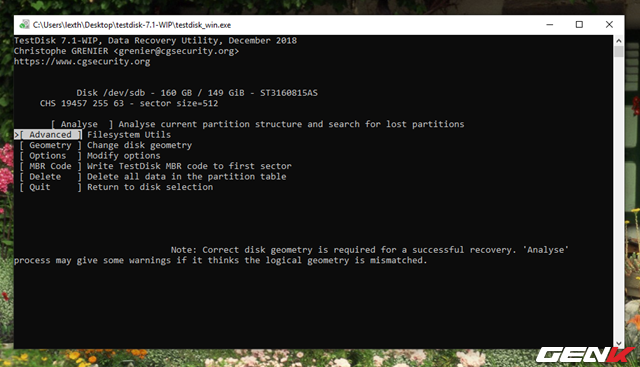 C:\Users\lexth\Desktop\testdisk-7.1-WIP\testdisk_win.exe
TestDisk 7.1-WIP, Data Recovery Utility, December 2018
Christophe GRENIER <grenier@cgsecurity.org>
https://www.cgsecurity.org
Disk /dev/sdb - 160 GB / 149 GiB - ST3160815AS
CHS 19457 255 63 - sector size=512
[ Analyse ] Analyse current partition structure and search for lost partitions
>[ Advanced ] Filesystem Utils
[ Geometry ] Change disk geometry
[ Options ] Modify options
[ MBR Code ] Write TestDisk MBR code to first sector
[ Delete ] Delete all data in the partition table
[ Quit ] Return to disk selection
Note: Correct disk geometry is required for a successful recovery. 'Analyse'
process may give some warnings if it thinks the logical geometry is mismatched.
GENK